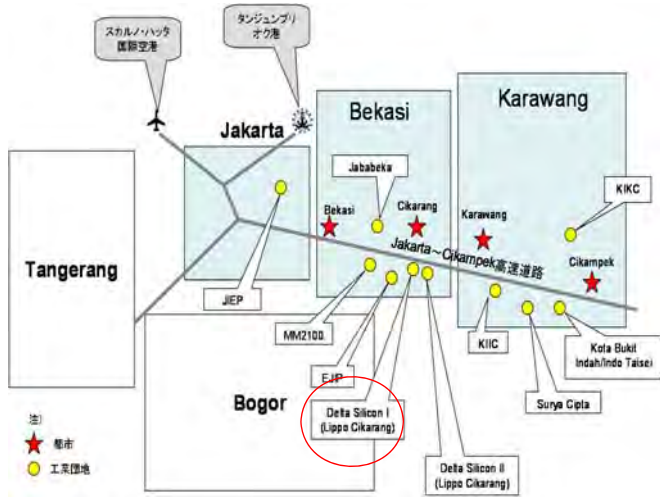 スカルノ・ハッタ
国際空港
タンジュンプリ
オク港
Jakarta
Bekasi
Karawang
Jababeka
KIKC
Bekasi
Cikarang
Karawang
Jakarta～Cikampek高速道路
Cikampek
Tangerang
JIEP
MM2100
EJIP
KIIC
Kota Bukit
Indah/Indo Taisei
Surya Cipta
Bogor
Delta Silicon I
(Lippo Cikarang)
Delta Silicon II
(Lippo Cikarang)
注)
都市
工業団地